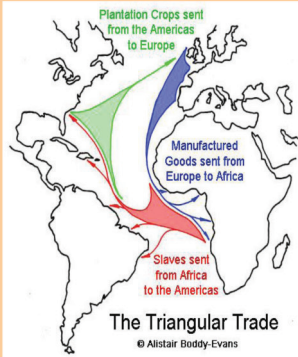 Plantation Crops sent
from the Americas
to Europe
Manufactured
Goods sent from
Europe to Africa
Slaves sent
from Africa
to the Americas
The Triangular Trade
© Alistair Boddy-Evans